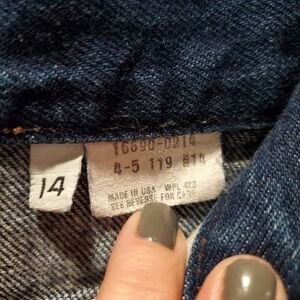 16690-0214
4-5 119 814
14
MADE IN USA WPL 423
SEE REVERSE FOR CARE